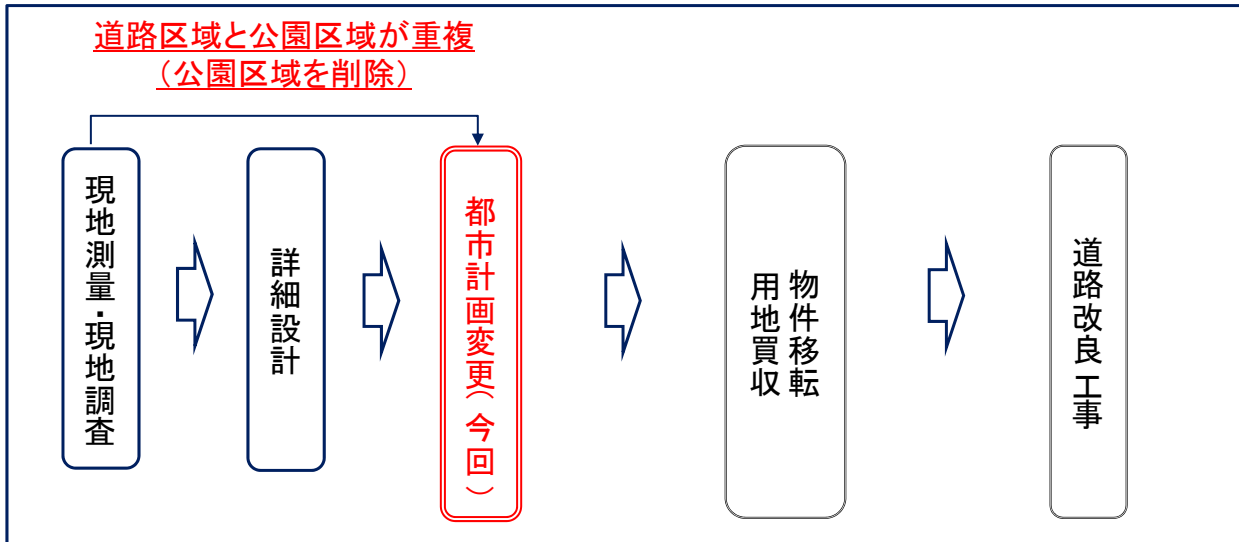 道路区域と公園区域が重複
（公園区域を削除）
現地測量・現地調査
詳細設計
都市計画変更（今回）
物件移転
用地買収
道路改良工事